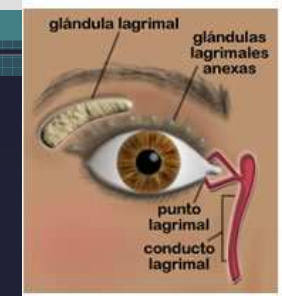 glándula lagrimal
glándulas
lagrimales
anexas
punto
lagrimal
conducto
lagrimal